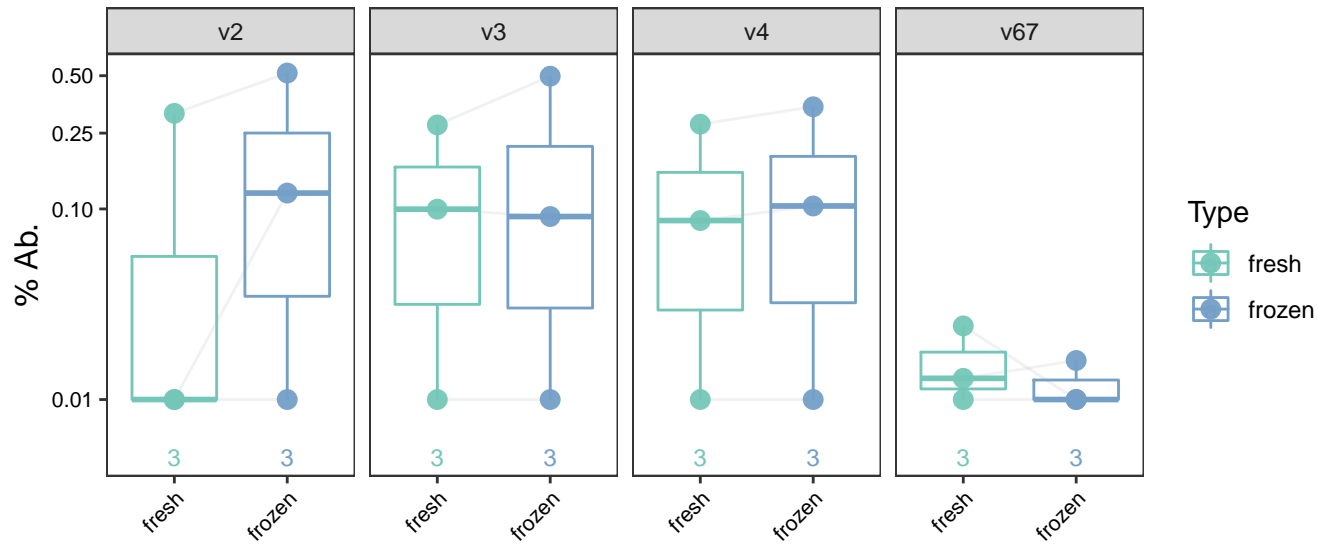 v2
v3
v4
v67
% Ab.
0.50
0.25
0.10
0.01
3
3
3
3
3
3
3
3
fresh
frozen
fresh
frozen
fresh
frozen
fresh
frozen
Type
fresh
frozen